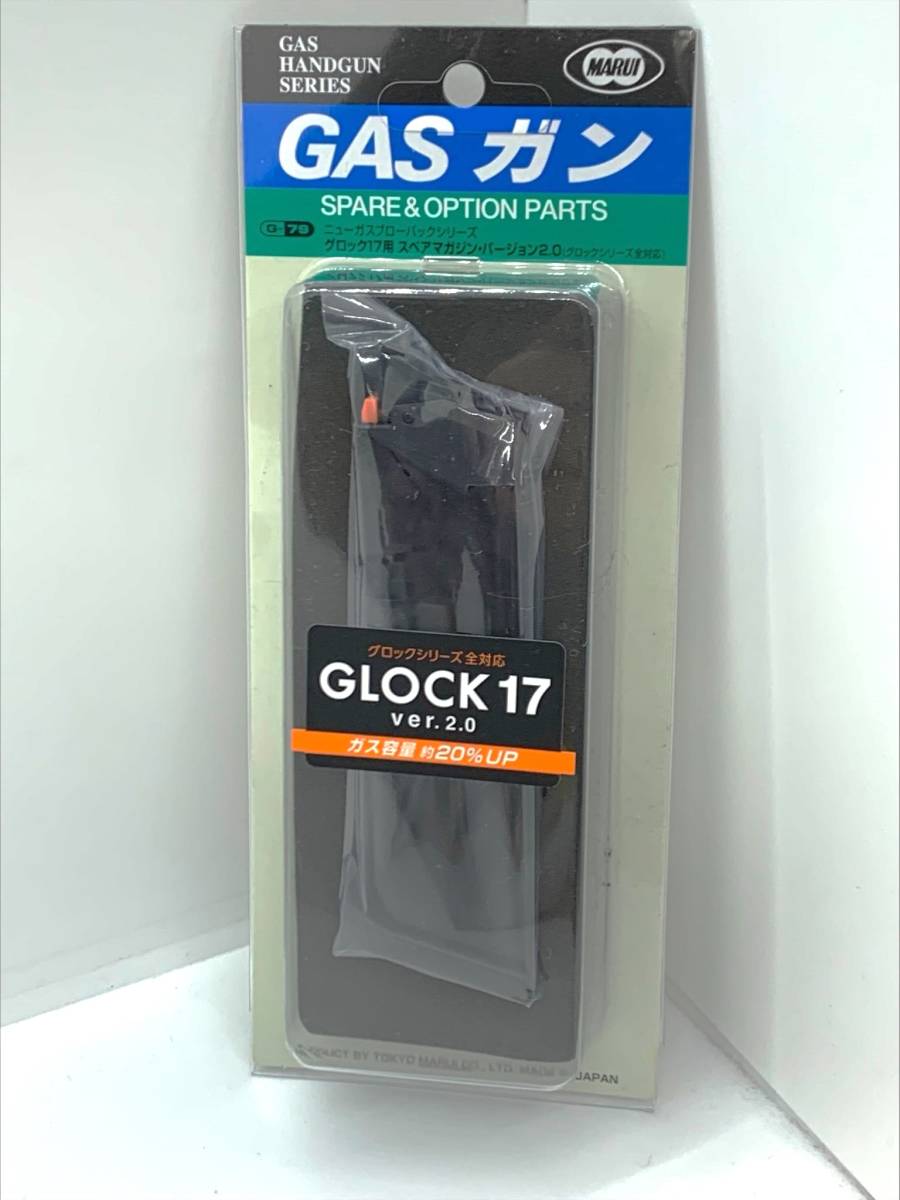 GAS
HANDGUN
SERIES
MARUI
GAS ガン
SPARE & OPTION PARTS
G-79 ニューガスブローバックシリーズ
グロック17用 スペアマガジン・バージョン2.0(グロックシリーズ全対応)
グロックシリーズ全対応
GLOCK 17
ver. 2.0
ガス容量 約20%UP
PRODUCT BY TOKYO MARUI CO., LTD. MADE IN JAPAN